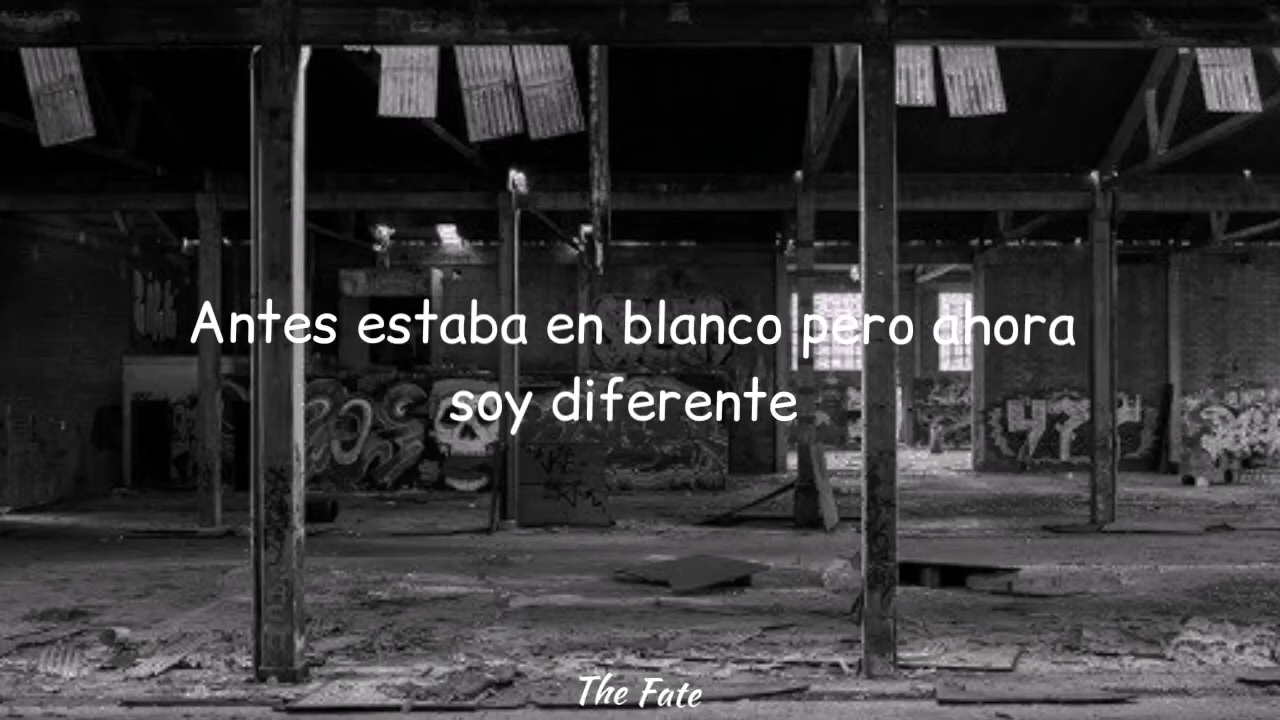 Antes estaba en blanco pero ahora
soy diferente
The Fate